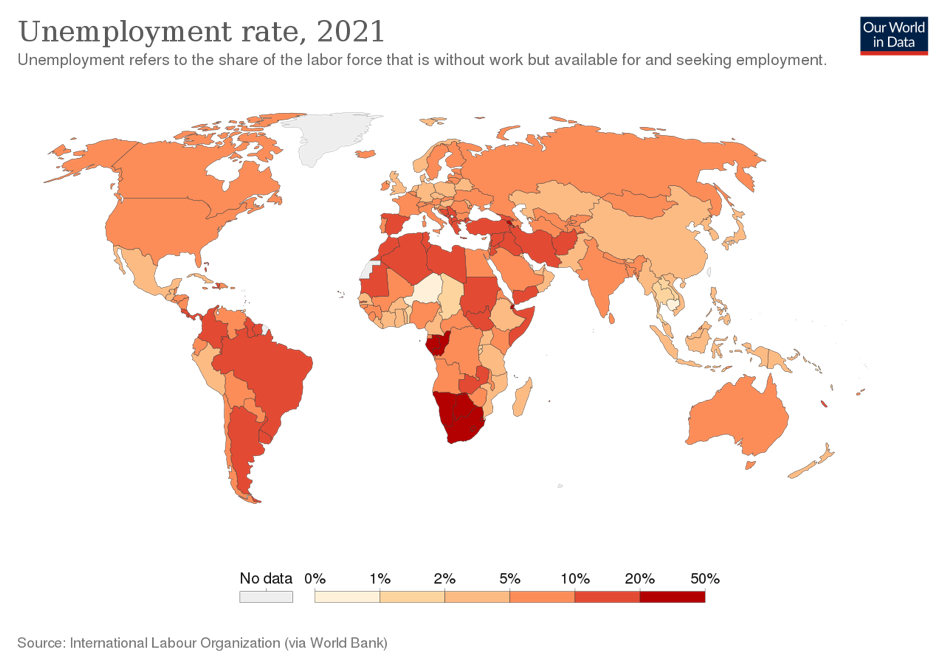 Unemployment rate, 2021
Our World
in Data
Unemployment refers to the share of the labor force that is without work but available for and seeking employment.
No data 0% 1% 2% 5% 10% 20% 50%
Source: International Labour Organization (via World Bank)